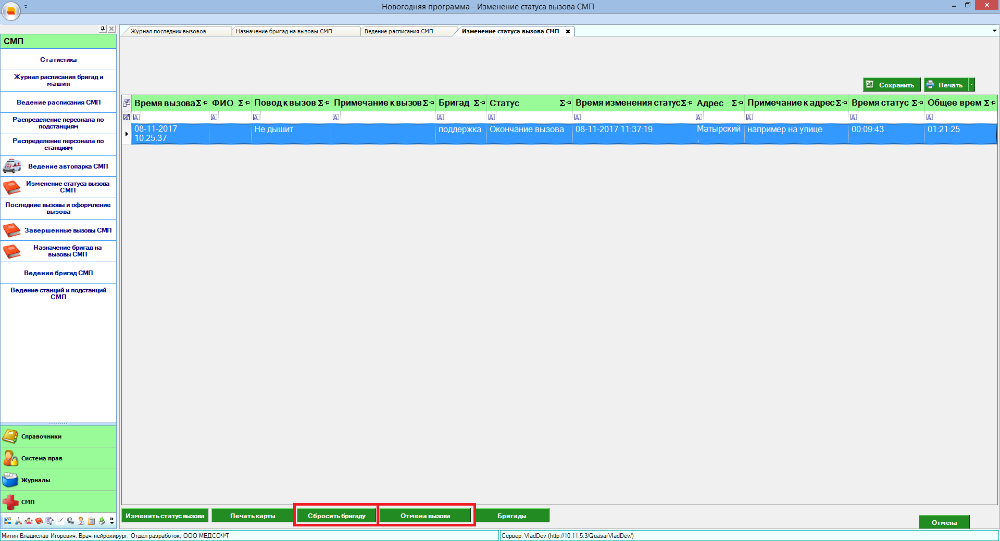 Новогодняя программа - Изменение статуса вызова СМП
Журнал последних вызовов
Назначение бригад на вызовы СМП
Ведение расписания СМП
Изменение статуса вызова СМП
СМП
Статистика
Журнал расписания бригад и
машин
Ведение расписания СМП
Распределение персонала по
подстанциям
Распределение персонала по
станциям
Ведение автопарка СМП
Изменение статуса вызова
СМП
Последние вызовы и оформление
вызова
Завершенные вызовы СМП
Назначение бригад на
вызовы СМП
Ведение бригад СМП
Ведение станций и подстанций
СМП
Справочники
Система прав
Журналы
СМП
Сохранить
Печать
Время вызова ФИО Повод к вызов Примечание к вызов Бригад Статус Время изменения статус Адрес Примечание к адрес Время статус Общее врем
08-11-2017 Не дышит поддержка Окончание вызова 08-11-2017 11:37:19 Матырский например на улице 00:09:43 01:21:25
10:25:37 ;
Изменить статус вызова
Печать карты
Сбросить бригаду
Отмена вызова
Бригады
Отмена
Митин Владислав Игоревич, Врач-нейрохирург, Отдел разработок, ООО МЕДСОФТ
Сервер: VladDev (http://10.11.5.3/QuasarVladDev/)